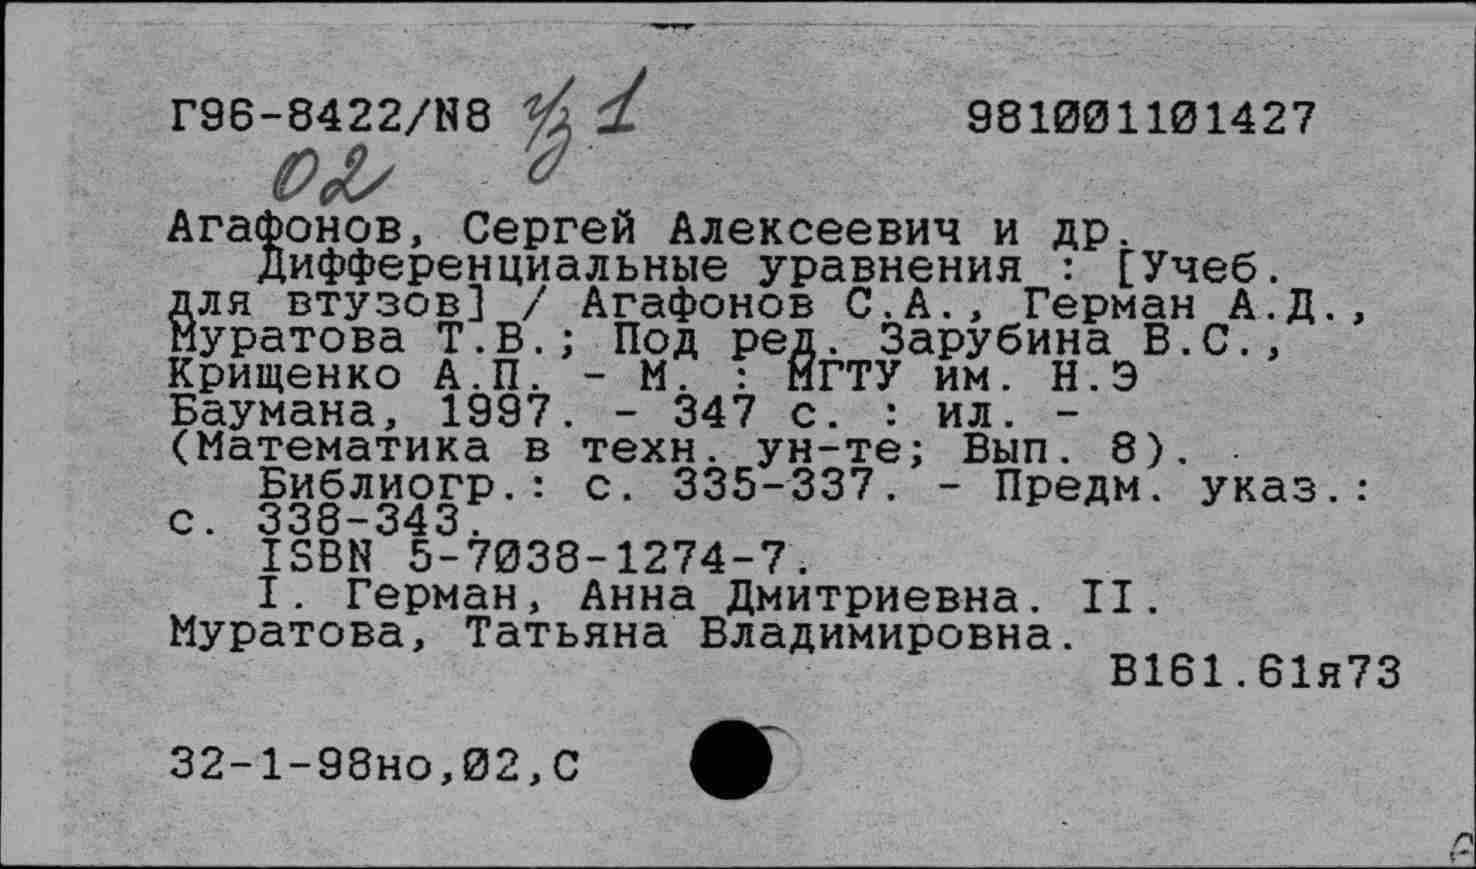 Г96-8422/N8 ч/з 1 981001101427
02
Агафонов, Сергей Алексеевич и др.
Дифференциальные уравнения : [Учеб.
для втузов] / Агафонов С.А., Герман А.Д.,
Муратова Т.В.; Под ред. Зарубина В.С.,
Крищенко А.П. - М. : МГТУ им. Н.Э
Баумана, 1997. - 347 с. : ил. -
(Математика в техн. ун-те; Вып. 8).
Библиогр.: с. 335-337. - Предм. указ.:
с. 338-343.
ISBN 5-7038-1274-7.
I. Герман, Анна Дмитриевна. II.
Муратова, Татьяна Владимировна.
В161.61я73
32-1-98но,02,С